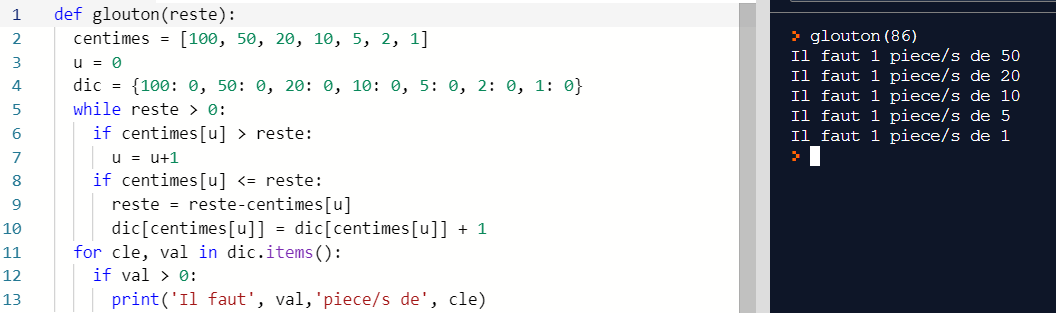 1 def glouton(reste):
2 centimes = [100, 50, 20, 10, 5, 2, 1]
3 u = 0
4 dic = {100: 0, 50: 0, 20: 0, 10: 0, 5: 0, 2: 0, 1: 0}
5 while reste > 0:
6 if centimes[u] > reste:
7 u = u+1
8 if centimes[u] <= reste:
9 reste = reste-centimes[u]
10 dic[centimes[u]] = dic[centimes[u]] + 1
11 for cle, val in dic.items():
12 if val > 0:
13 print('Il faut', val,'piece/s de', cle)
> glouton(86)
Il faut 1 piece/s de 50
Il faut 1 piece/s de 20
Il faut 1 piece/s de 10
Il faut 1 piece/s de 5
Il faut 1 piece/s de 1
>